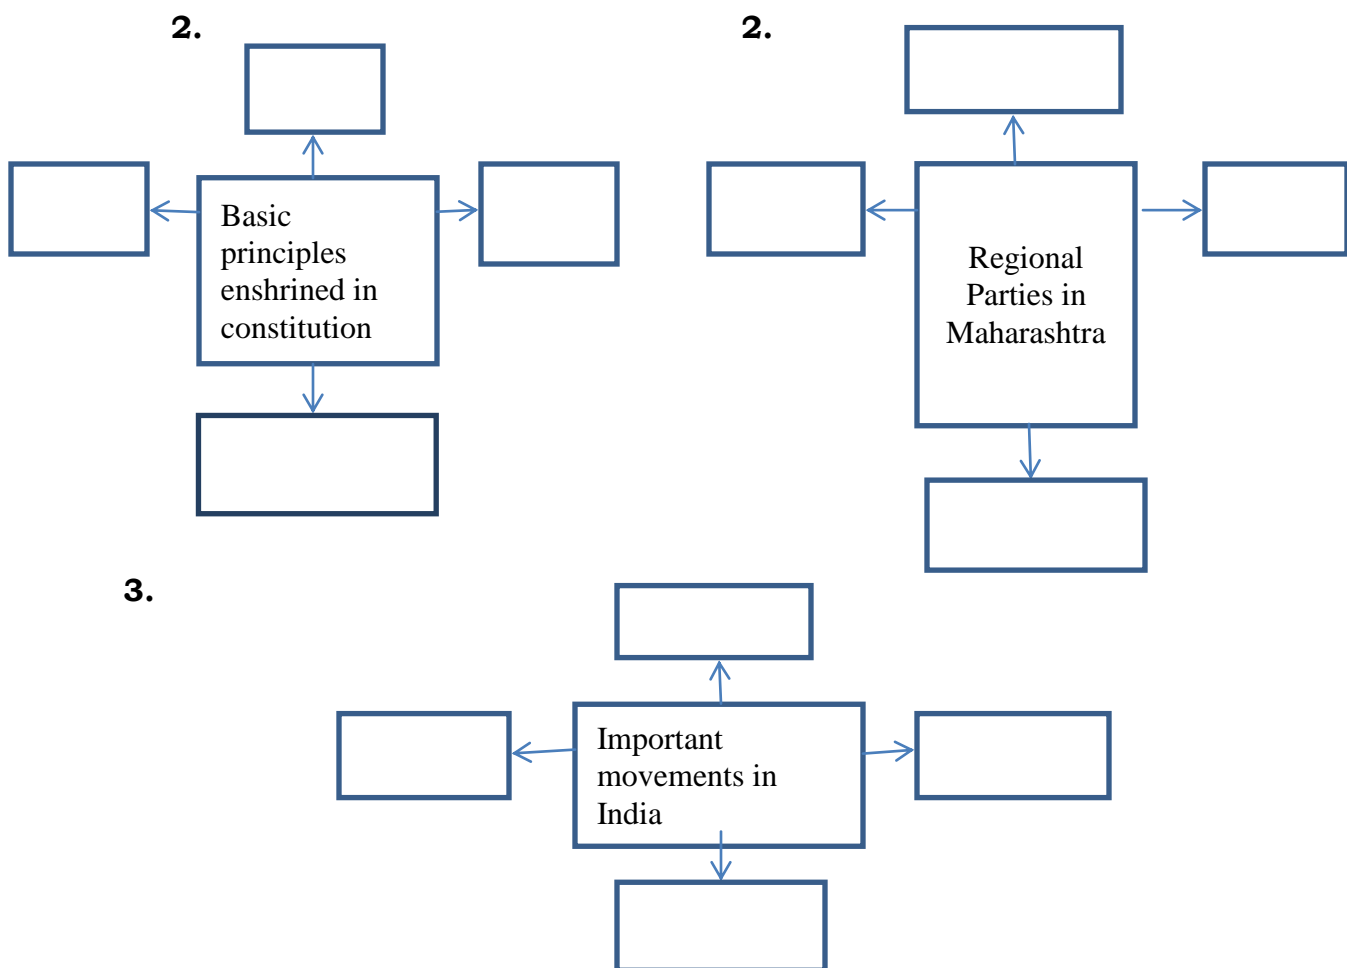 2.
2.
Basic
principles
enshrined in
constitution
Regional
Parties in
Maharashtra
3.
Important
movements in
India